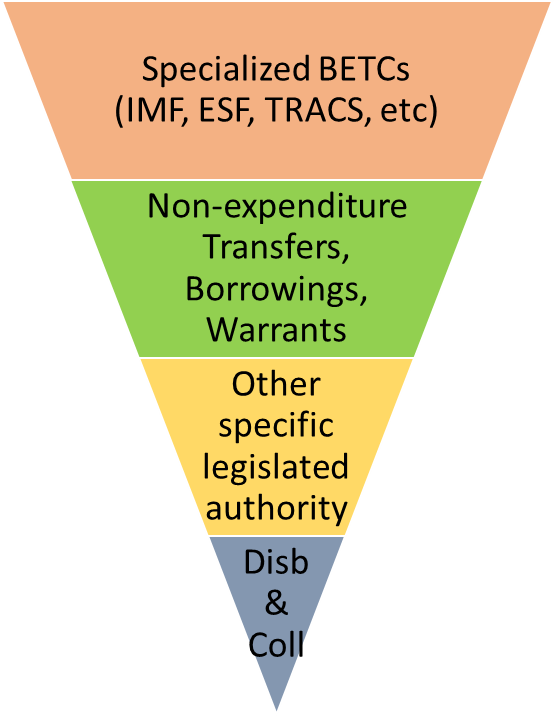 Specialized BETCs
(IMF, ESF, TRACS, etc)
Non-expenditure
Transfers,
Borrowings,
Warrants
Other
specific
legislated
authority
Disb
&
Coll